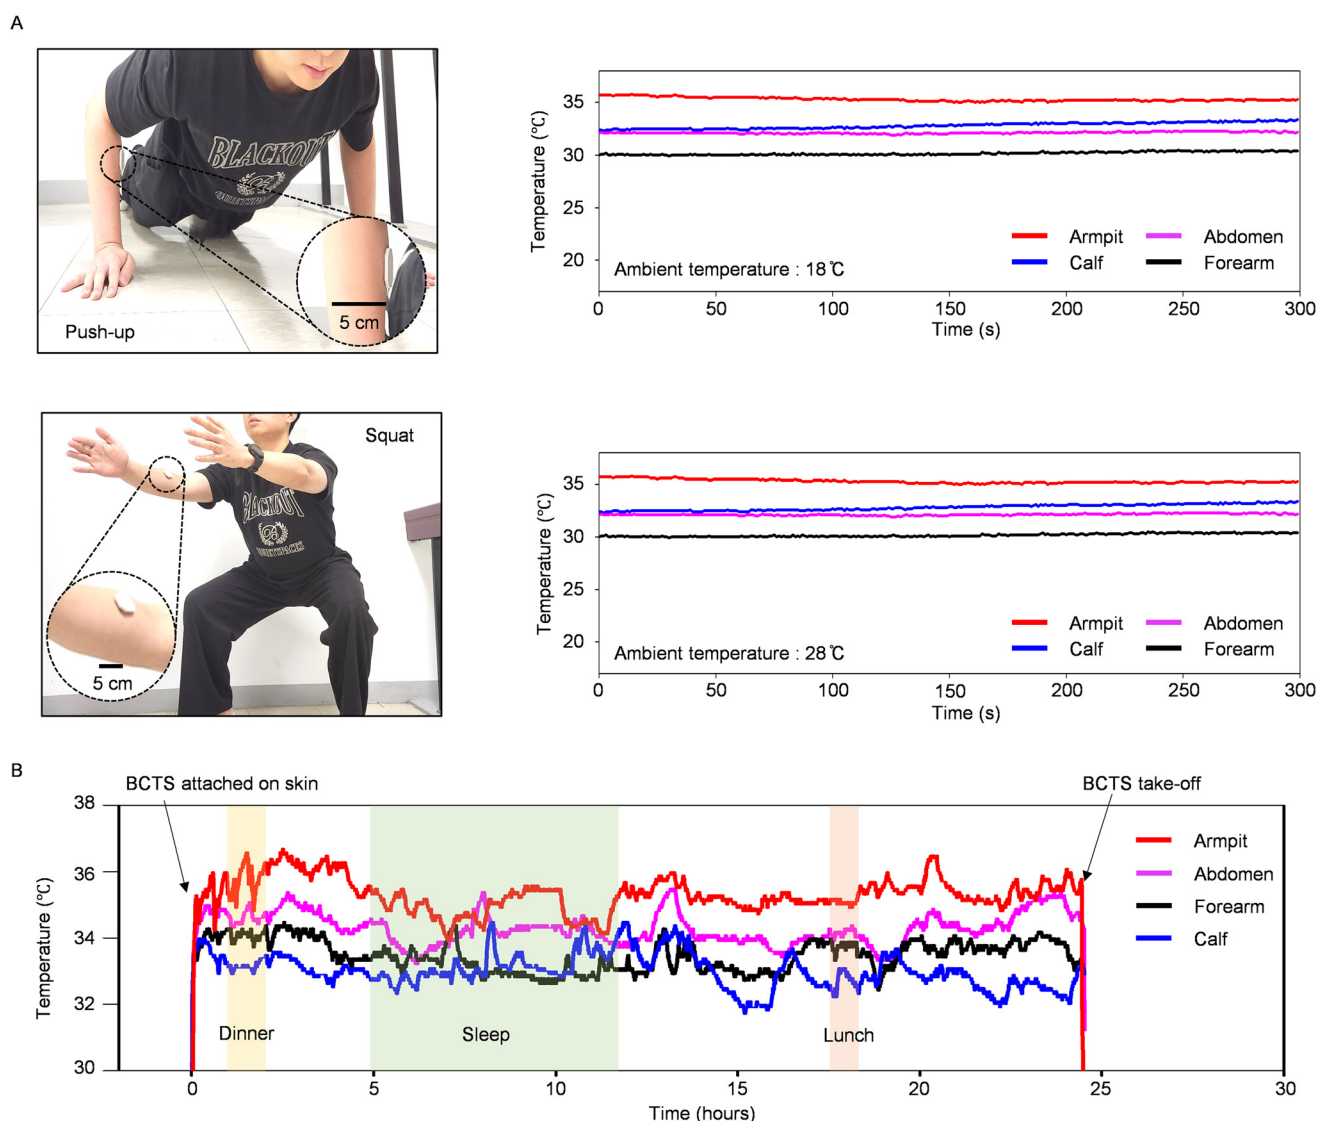 A
BLACKOUT
5 cm
Push-up
Temperature (℃)
35
30
25
20
Armpit
Abdomen
Calf
Forearm
Ambient temperature : 18℃
0
50
100
150
200
250
300
Time (s)
Squat
BLACKOUT
5 cm
Temperature (℃)
35
30
25
20
Armpit
Abdomen
Calf
Forearm
Ambient temperature : 28℃
0
50
100
150
200
250
300
Time (s)
B
BCTS attached on skin
BCTS take-off
Temperature (℃)
38
36
34
32
30
Armpit
Abdomen
Forearm
Calf
Dinner
Sleep
Lunch
0
5
10
15
20
25
30
Time (hours)